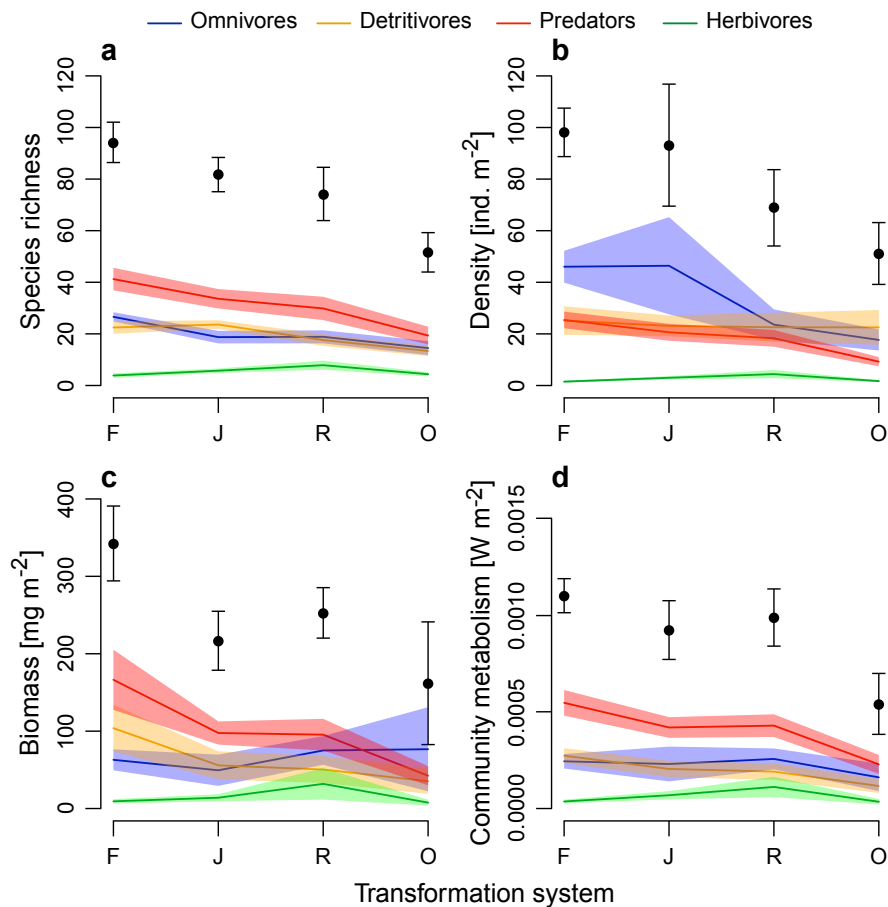 Omnivores Detritivores Predators Herbivores
a
Species richness
0 20 40 60 80 100 120
F J R O
b
Density [ind. m-2]
0 20 40 60 80 100 120
F J R O
c
Biomass [mg m-2]
0 100 200 300 400
F J R O
d
Community metabolism [W m-2]
0.0000 0.0005 0.0010 0.0015
F J R O
Transformation system